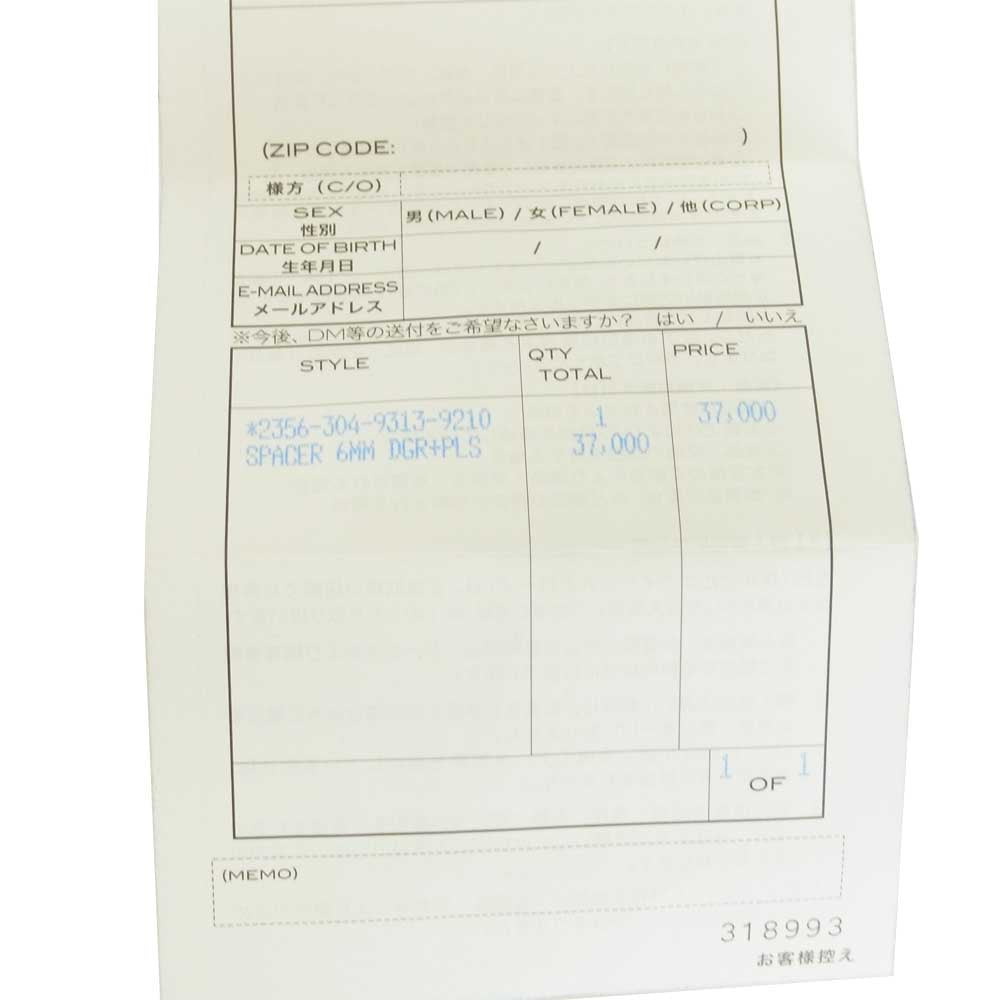 (ZIP CODE: )
様方 (C/O)
SEX
性別
男(MALE) / 女(FEMALE) / 他(CORP)
DATE OF BIRTH
生年月日
/ /
E-MAIL ADDRESS
メールアドレス
※今後、DM等の送付をご希望なさいますか? はい / いいえ
STYLE
QTY
TOTAL
PRICE
*2356-304-9313-9210 1 37,000
SPACER 6MM DGR+PLS 37,000
1 OF 1
(MEMO)
318993
お客様控え